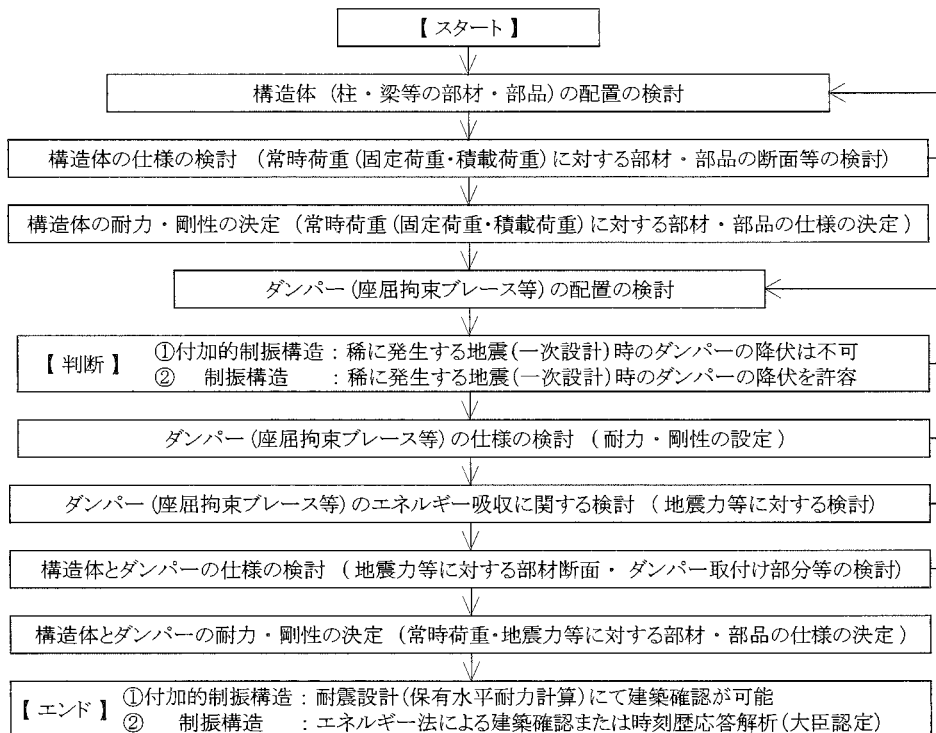 【スタート】
構造体(柱・梁等の部材・部品)の配置の検討
構造体の仕様の検討 (常時荷重(固定荷重・積載荷重)に対する部材・部品の断面等の検討)
構造体の耐力・剛性の決定 (常時荷重(固定荷重・積載荷重)に対する部材・部品の仕様の決定)
ダンパー(座屈拘束ブレース等)の配置の検討
【判断】 ①付加的制振構造:稀に発生する地震(一次設計)時のダンパーの降伏は不可
② 制振構造 :稀に発生する地震(一次設計)時のダンパーの降伏を許容
ダンパー(座屈拘束ブレース等)の仕様の検討 (耐力・剛性の設定)
ダンパー(座屈拘束ブレース等)のエネルギー吸収に関する検討 (地震力等に対する検討)
構造体とダンパーの仕様の検討 (地震力等に対する部材断面・ダンパー取付け部分等の検討)
構造体とダンパーの耐力・剛性の決定 (常時荷重・地震力等に対する部材・部品の仕様の決定)
【エンド】 ①付加的制振構造:耐震設計(保有水平耐力計算)にて建築確認が可能
② 制振構造 :エネルギー法による建築確認または時刻歴応答解析(大臣認定)